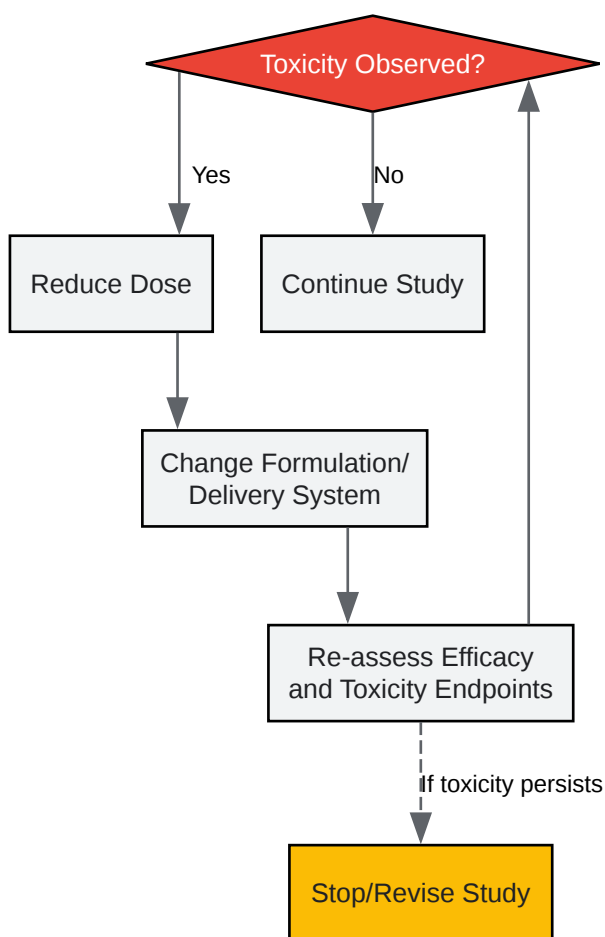 Toxicity Observed?
Yes
No
Reduce Dose
Continue Study
Change Formulation/
Delivery System
Re-assess Efficacy
and Toxicity Endpoints
If toxicity persists
Stop/Revise Study